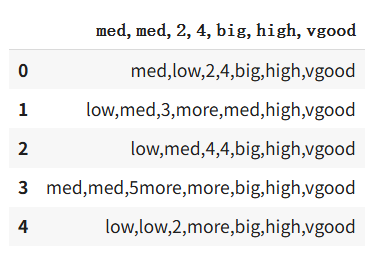 med,med,2,4,big,high,vgood
0 med,low,2,4,big,high,vgood
1 low,med,3,more,med,high,vgood
2 low,med,4,4,big,high,vgood
3 med,med,5more,more,big,high,vgood
4 low,low,2,more,big,high,vgood